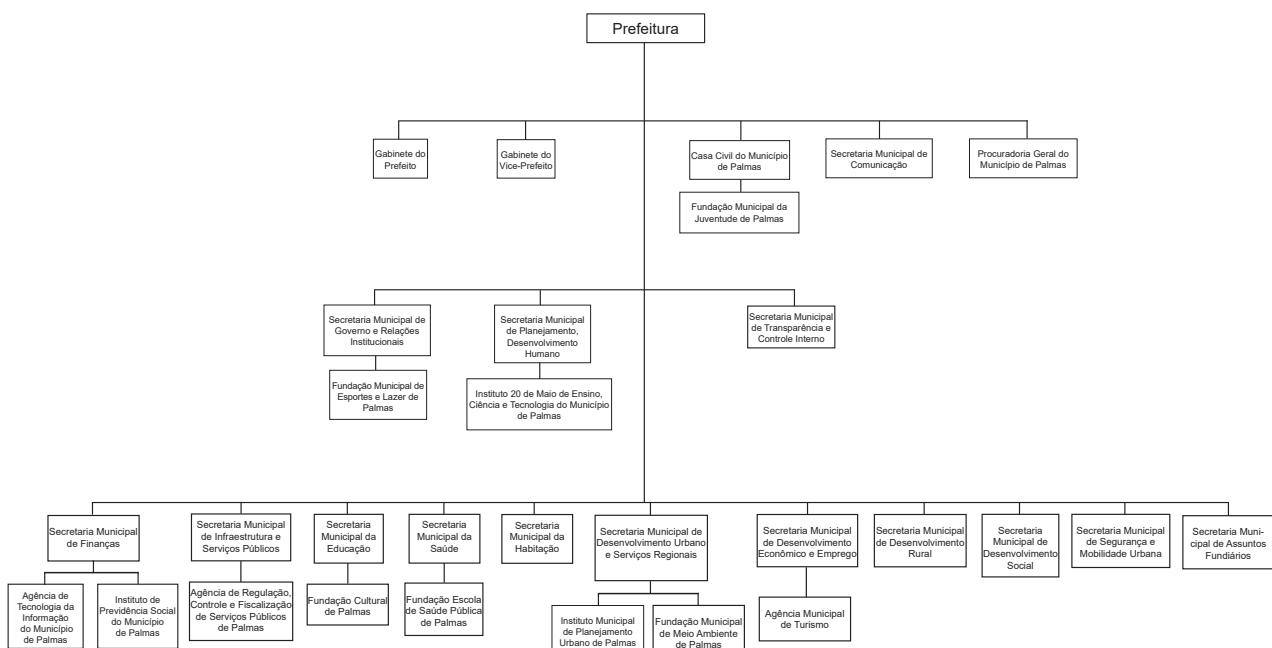 Prefeitura
Gabinete do
Prefeito
Gabinete do
Vice-Prefeito
Casa Civil do Município
de Palmas
Secretaria Municipal de
Comunicação
Procuradoria Geral do
Município de Palmas
Fundação Municipal da
Juventude de Palmas
Secretaria Municipal de
Governo e Relações
Institucionais
Secretaria Municipal
de Planejamento,
Desenvolvimento
Humano
Secretaria Municipal
de Transparência e
Controle Interno
Fundação Municipal de
Esportes e Lazer de
Palmas
Instituto 20 de Maio de Ensino,
Ciência e Tecnologia do Município
de Palmas
Secretaria Municipal
de Finanças
Secretaria Municipal
de Infraestrutura e
Serviços Públicos
Secretaria
Municipal da
Educação
Secretaria
Municipal da
Saúde
Secretaria
Municipal da
Habitação
Secretaria Municipal de
Desenvolvimento Urbano
e Serviços Regionais
Secretaria Municipal
de Desenvolvimento
Econômico e Emprego
Secretaria Municipal
de Desenvolvimento
Rural
Secretaria
Municipal de
Desenvolvimento
Social
Secretaria Municipal
de Segurança e
Mobilidade Urbana
Secretaria Muni-
cipal de Assuntos
Fundiários
Agência de
Tecnologia da
Informação
do Município
de Palmas
Instituto de
Previdência Social
do Município
de Palmas
Agência de Regulação,
Controle e Fiscalização
de Serviços Públicos
de Palmas
Fundação Cultural
de Palmas
Fundação Escola
de Saúde Pública
de Palmas
Instituto Municipal
de Planejamento
Urbano de Palmas
Fundação Municipal
de Meio Ambiente
de Palmas
Agência Municipal
de Turismo